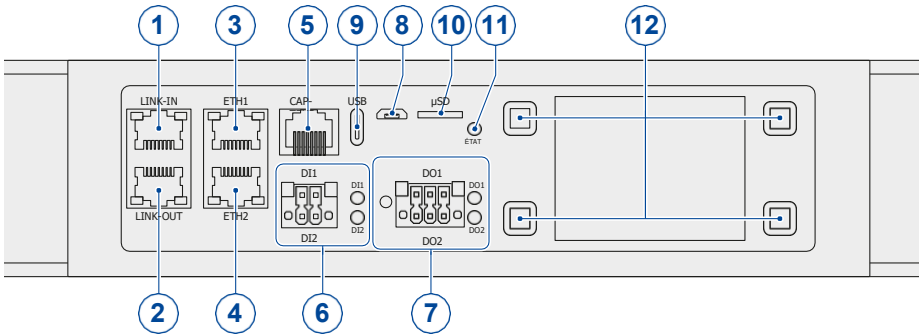 1 3 5 9 8 10 11 12
LINK-IN ETH1 CAP- USB µSD
ÉTAT
DI1 DI1 DO1 DO1
DI2 DO2
LINK-OUT ETH2
DI2 DO2
2 4 6 7